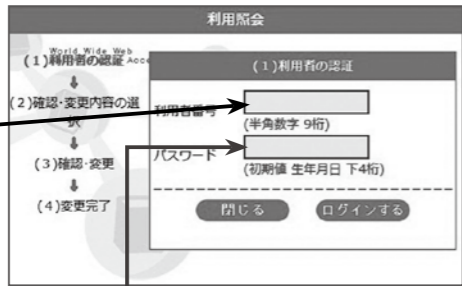 利用照会
World Wide Web
(1)利用者の認証
(1)利用者の認証
(2)確認・変更内容の選
択
(3)確認・変更
(4)変更完了
利用者番号
(半角数字 9桁)
パスワード
(初期値 生年月日 下4桁)
閉じる
ログインする